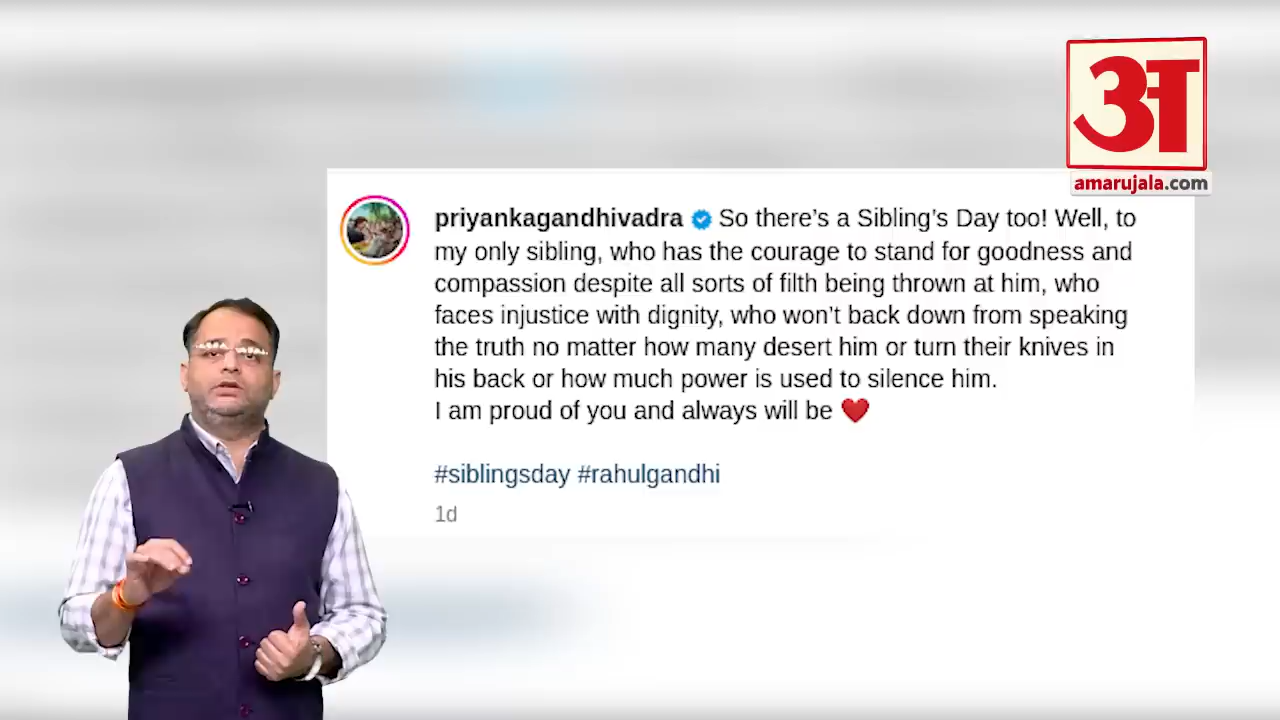 अ
amarujala.com
priyankagandhivadra So there’s a Sibling’s Day too! Well, to
my only sibling, who has the courage to stand for goodness and
compassion despite all sorts of filth being thrown at him, who
faces injustice with dignity, who won’t back down from speaking
the truth no matter how many desert him or turn their knives in
his back or how much power is used to silence him.
I am proud of you and always will be ❤️
#siblingsday #rahulgandhi
1d